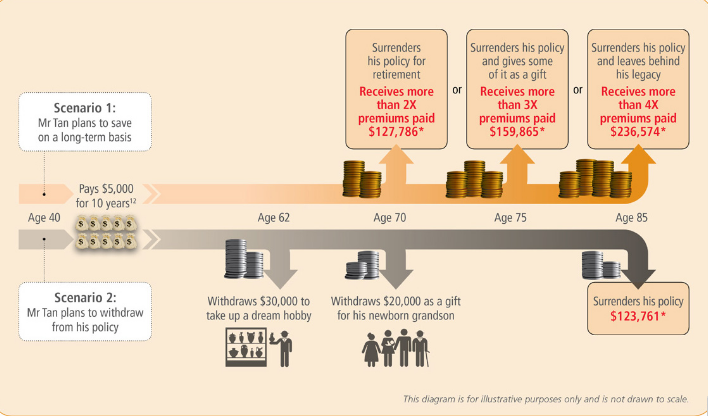 Surrenders
his policy for
retirement
Receives more
than 2X
premiums paid
$127,786*
or
Surrenders his policy
and gives some
of it as a gift
Receives more
than 3X
premiums paid
$159,865*
or
Surrenders his policy
and leaves behind
his legacy
Receives more
than 4X
premiums paid
$236,574*
Scenario 1:
Mr Tan plans to save
on a long-term basis
Pays $5,000
for 10 years¹²
Age 40
$ $ $ $ $
$ $ $ $ $
Age 62
Age 70
Age 75
Age 85
Scenario 2:
Mr Tan plans to withdraw
from his policy
Withdraws $30,000 to
take up a dream hobby
Withdraws $20,000 as a gift
for his newborn grandson
Surrenders his policy
$123,761*
This diagram is for illustrative purposes only and is not drawn to scale.